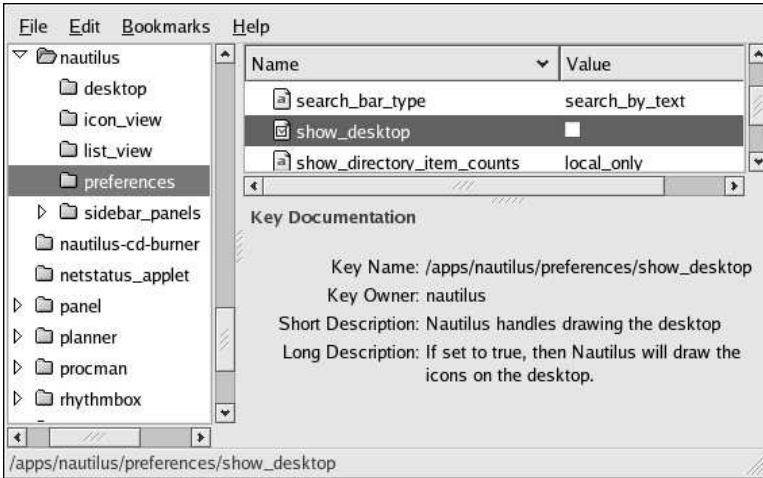 File Edit Bookmarks Help
nautilus
desktop
icon_view
list_view
preferences
sidebar_panels
nautilus-cd-burner
netstatus_applet
panel
planner
procman
rhythmbox
Name Value
search_bar_type search_by_text
show_desktop
show_directory_item_counts local_only
Key Documentation
Key Name: /apps/nautilus/preferences/show_desktop
Key Owner: nautilus
Short Description: Nautilus handles drawing the desktop
Long Description: If set to true, then Nautilus will draw the
icons on the desktop.
/apps/nautilus/preferences/show_desktop